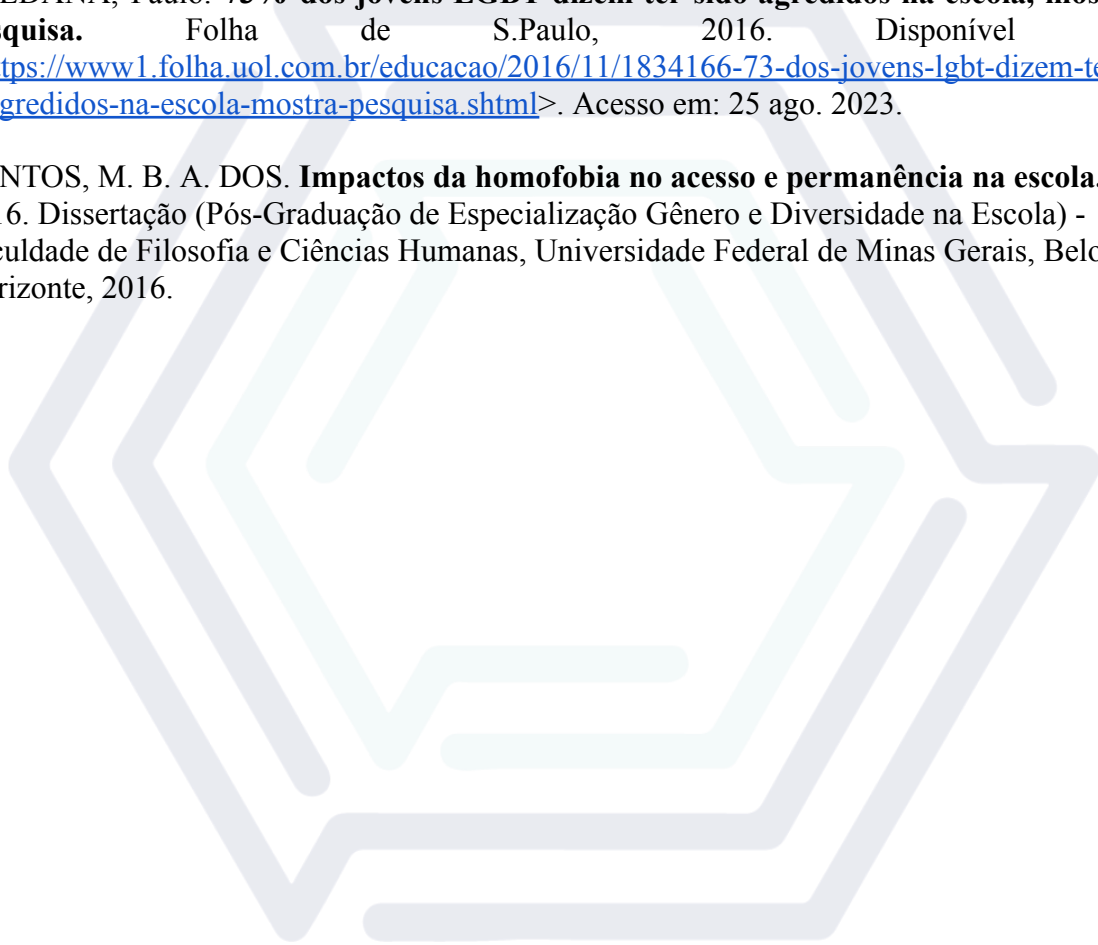 EDANA, Paulo. 73% dos jovens LGBT dizem ter sido agredidos na escola, mos
squisa. Folha de S.Paulo, 2016. Disponível
ttps://www1.folha.uol.com.br/educacao/2016/11/1834166-73-dos-jovens-lgbt-dizem-te
gredidos-na-escola-mostra-pesquisa.shtml>. Acesso em: 25 ago. 2023.
NTOS, M. B. A. DOS. Impactos da homofobia no acesso e permanência na escola.
16. Dissertação (Pós-Graduação de Especialização Gênero e Diversidade na Escola) -
culdade de Filosofia e Ciências Humanas, Universidade Federal de Minas Gerais, Belo
rizonte, 2016.